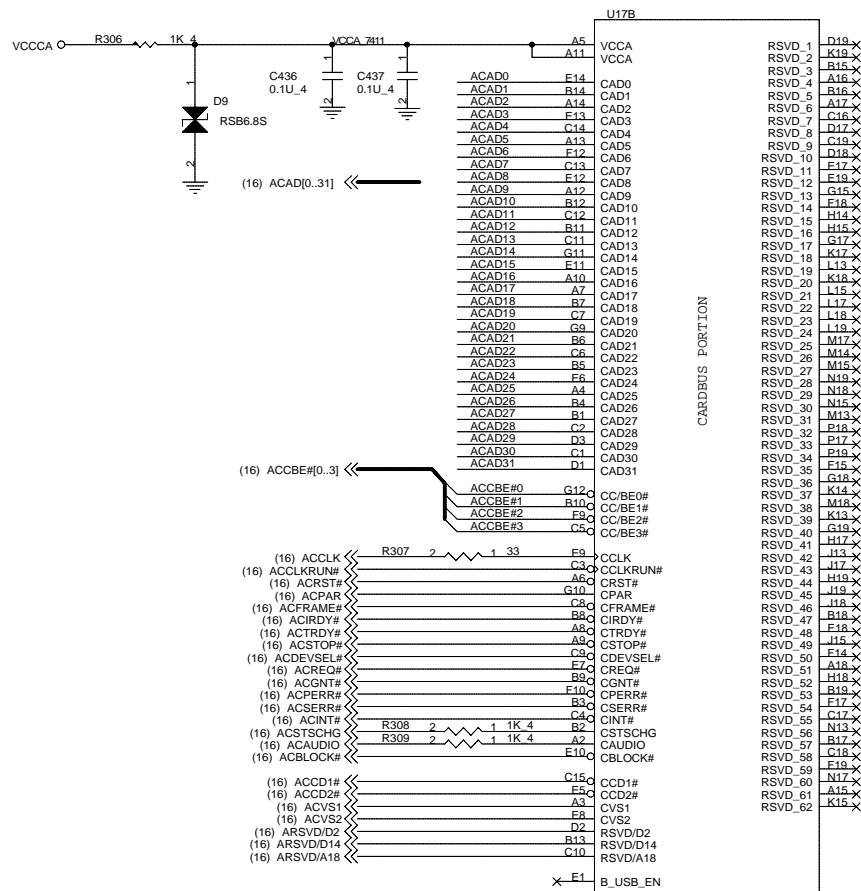 U17B
VCCCA R306 1K_4 VCCA_7411 A5 VCCA
A11 VCCA
1 C436 0.1U_4 2
1 C437 0.1U_4 2
1 D9 RSB6.8S 2
(16) ACAD[0..31]
ACAD0 E14 CAD0
ACAD1 B14 CAD1
ACAD2 A14 CAD2
ACAD3 E13 CAD3
ACAD4 C14 CAD4
ACAD5 A13 CAD5
ACAD6 F12 CAD6
ACAD7 C13 CAD7
ACAD8 E12 CAD8
ACAD9 A12 CAD9
ACAD10 B12 CAD10
ACAD11 C12 CAD11
ACAD12 B11 CAD12
ACAD13 C11 CAD13
ACAD14 G11 CAD14
ACAD15 E11 CAD15
ACAD16 A10 CAD16
ACAD17 A7 CAD17
ACAD18 B7 CAD18
ACAD19 C7 CAD19
ACAD20 G9 CAD20
ACAD21 B6 CAD21
ACAD22 C6 CAD22
ACAD23 B5 CAD23
ACAD24 E6 CAD24
ACAD25 A4 CAD25
ACAD26 B4 CAD26
ACAD27 B1 CAD27
ACAD28 C2 CAD28
ACAD29 D3 CAD29
ACAD30 C1 CAD30
ACAD31 D1 CAD31
(16) ACCBE#[0..3]
ACCBE#0 G12 CC/BE0#
ACCBE#1 B10 CC/BE1#
ACCBE#2 F9 CC/BE2#
ACCBE#3 C5 CC/BE3#
(16) ACCLK R307 2 1 33 E9 CCLK
(16) ACCLKRUN# C3 CCLKRUN#
(16) ACRST# A6 CRST#
(16) ACPAR G10 CPAR
(16) ACFRAME# C8 CFRAME#
(16) ACIRDY# B8 CIRDY#
(16) ACTRDY# A8 CTRDY#
(16) ACSTOP# A9 CSTOP#
(16) ACDEVSEL# C9 CDEVSEL#
(16) ACREQ# E7 CREQ#
(16) ACGNT# B9 CGNT#
(16) ACPERR# F10 CPERR#
(16) ACSERR# B3 CSERR#
(16) ACINT# C4 CINT#
(16) ACSTSCHG R308 2 1 1K_4 B2 CSTSCHG
(16) ACAUDIO R309 2 1 1K_4 A2 CAUDIO
(16) ACBLOCK# E10 CBLOCK#
(16) ACCD1# C15 CCD1#
(16) ACCD2# E5 CCD2#
(16) ACVS1 A3 CVS1
(16) ACVS2 E8 CVS2
(16) ARSVD/D2 D2 RSVD/D2
(16) ARSVD/D14 B13 RSVD/D14
(16) ARSVD/A18 C10 RSVD/A18
E1 B_USB_EN
CARDBUS PORTION
RSVD_1 D19
RSVD_2 K19
RSVD_3 B15
RSVD_4 A16
RSVD_5 B16
RSVD_6 A17
RSVD_7 C16
RSVD_8 D17
RSVD_9 C19
RSVD_10 D18
RSVD_11 E17
RSVD_12 E19
RSVD_13 G15
RSVD_14 F18
RSVD_15 H14
RSVD_16 H15
RSVD_17 G17
RSVD_18 K17
RSVD_19 L13
RSVD_20 K18
RSVD_21 L15
RSVD_22 L17
RSVD_23 L18
RSVD_24 L19
RSVD_25 M17
RSVD_26 M14
RSVD_27 M15
RSVD_28 N19
RSVD_29 N18
RSVD_30 N15
RSVD_31 M13
RSVD_32 P18
RSVD_33 P17
RSVD_34 P19
RSVD_35 F15
RSVD_36 G18
RSVD_37 K14
RSVD_38 M18
RSVD_39 K13
RSVD_40 G19
RSVD_41 H17
RSVD_42 J13
RSVD_43 J17
RSVD_44 H19
RSVD_45 J19
RSVD_46 J18
RSVD_47 B18
RSVD_48 E18
RSVD_49 J15
RSVD_50 F14
RSVD_51 A18
RSVD_52 H18
RSVD_53 B19
RSVD_54 F17
RSVD_55 C17
RSVD_56 N13
RSVD_57 B17
RSVD_58 C18
RSVD_59 F19
RSVD_60 N17
RSVD_61 A15
RSVD_62 K15